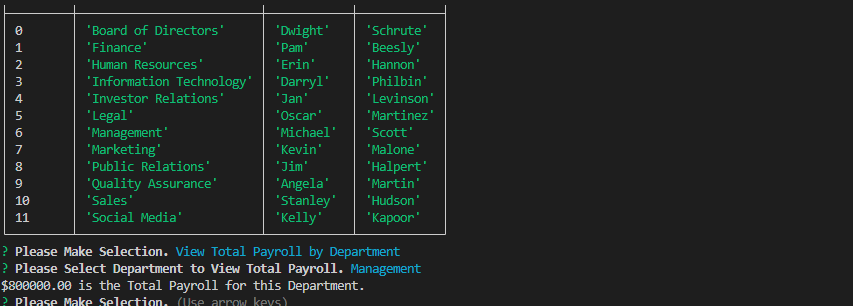 0 'Board of Directors' 'Dwight' 'Schrute'
1 'Finance' 'Pam' 'Beesly'
2 'Human Resources' 'Erin' 'Hannon'
3 'Information Technology' 'Darryl' 'Philbin'
4 'Investor Relations' 'Jan' 'Levinson'
5 'Legal' 'Oscar' 'Martinez'
6 'Management' 'Michael' 'Scott'
7 'Marketing' 'Kevin' 'Malone'
8 'Public Relations' 'Jim' 'Halpert'
9 'Quality Assurance' 'Angela' 'Martin'
10 'Sales' 'Stanley' 'Hudson'
11 'Social Media' 'Kelly' 'Kapoor'
? Please Make Selection. View Total Payroll by Department
? Please Select Department to View Total Payroll. Management
$800000.00 is the Total Payroll for this Department.
? Please Make Selection. (Use arrow keys)